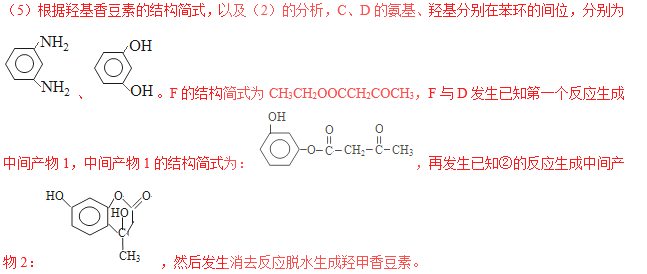 （5）根据羟基香豆素的结构简式，以及（2）的分析，C、D 的氨基、羟基分别在苯环的间位，分别为
NH2
NH2
、
OH
OH
。F 的结构简式为 CH3CH2OOCCH2COCH3，F 与 D 发生已知第一个反应生成
中间产物 1，中间产物 1 的结构简式为：
OH
O
O
O—C—CH2—C—CH3
，再发生已知②的反应生成中间产
物 2：
HO
O
O
HO
C
CH3
，然后发生消去反应脱水生成羟甲香豆素。